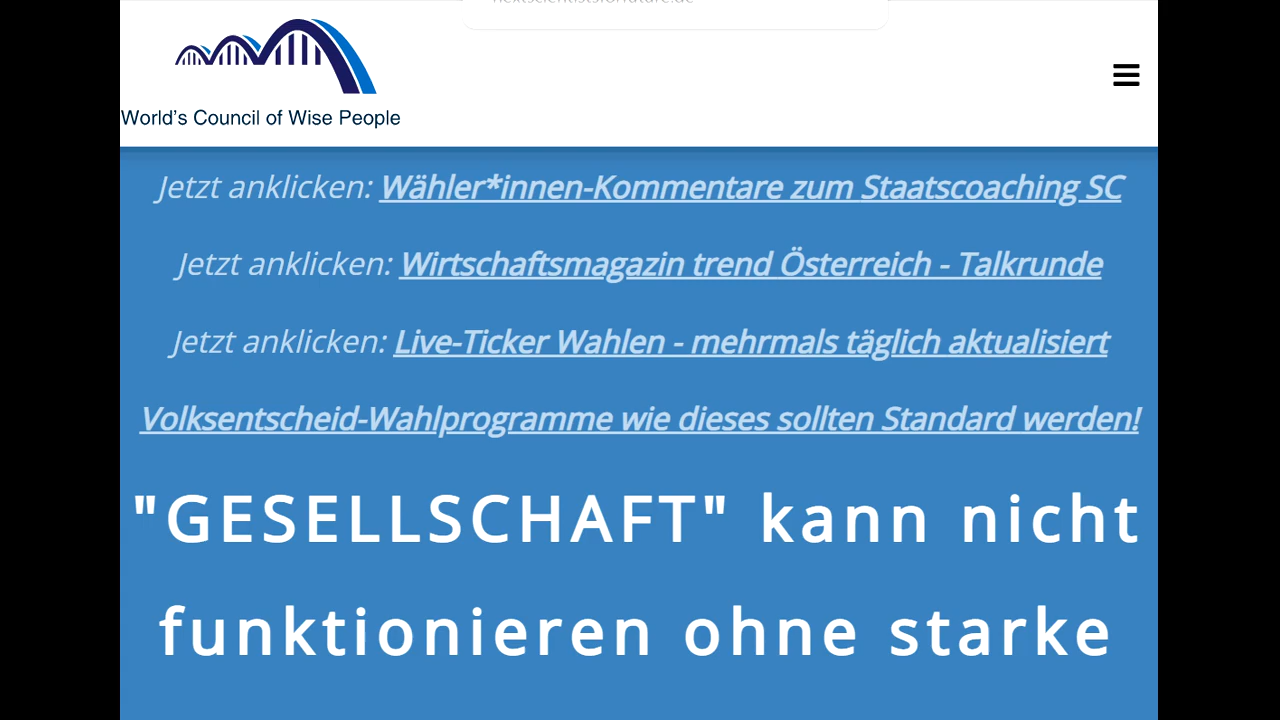 nextscientistsforfuture.de
World's Council of Wise People
Jetzt anklicken: Wähler*innen-Kommentare zum Staatscoaching SC
Jetzt anklicken: Wirtschaftsmagazin trend Österreich - Talkrunde
Jetzt anklicken: Live-Ticker Wahlen - mehrmals täglich aktualisiert
Volksentscheid-Wahlprogramme wie dieses sollten Standard werden!
"GESELLSCHAFT" kann nicht
funktionieren ohne starke